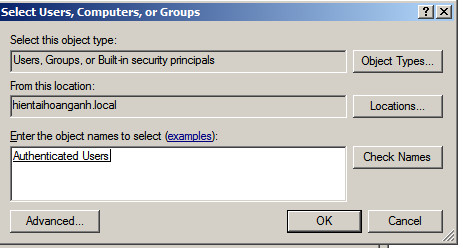 Select Users, Computers, or Groups
Select this object type:
Users, Groups, or Built-in security principals
Object Types...
From this location:
hientaihoanganh.local
Locations...
Enter the object names to select (examples):
Authenticated Users
Check Names
Advanced...
OK
Cancel